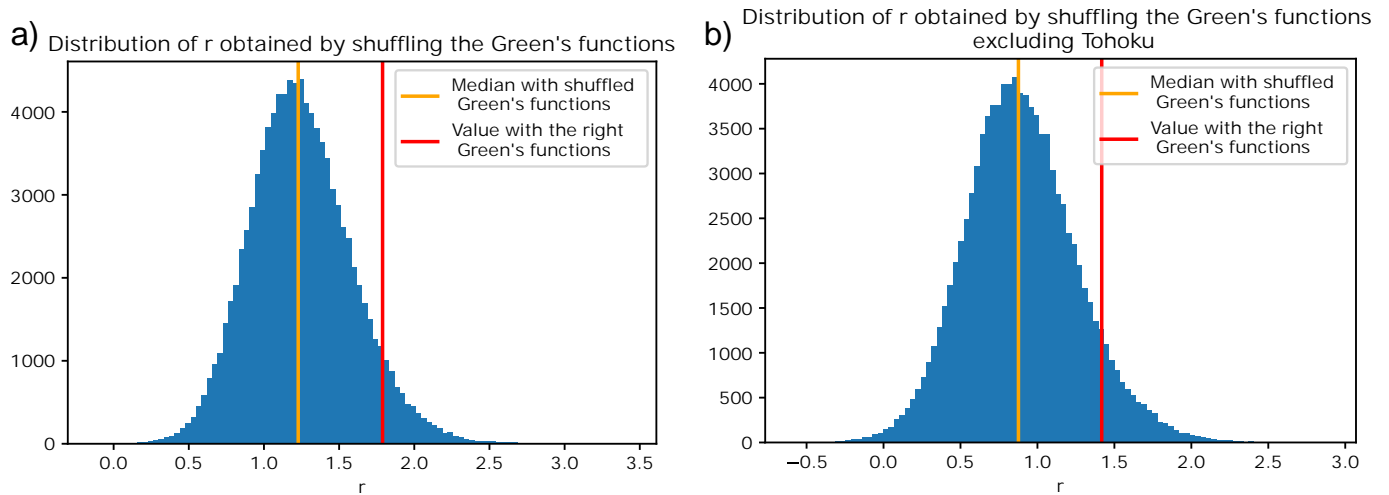 a)
Distribution of r obtained by shuffling the Green's functions
Median with shuffled
Green's functions
Value with the right
Green's functions
4000
3000
2000
1000
0
0.0 0.5 1.0 1.5 2.0 2.5 3.0 3.5
r
b)
Distribution of r obtained by shuffling the Green's functions
excluding Tohoku
Median with shuffled
Green's functions
Value with the right
Green's functions
4000
3500
3000
2500
2000
1500
1000
500
0
−0.5 0.0 0.5 1.0 1.5 2.0 2.5 3.0
r